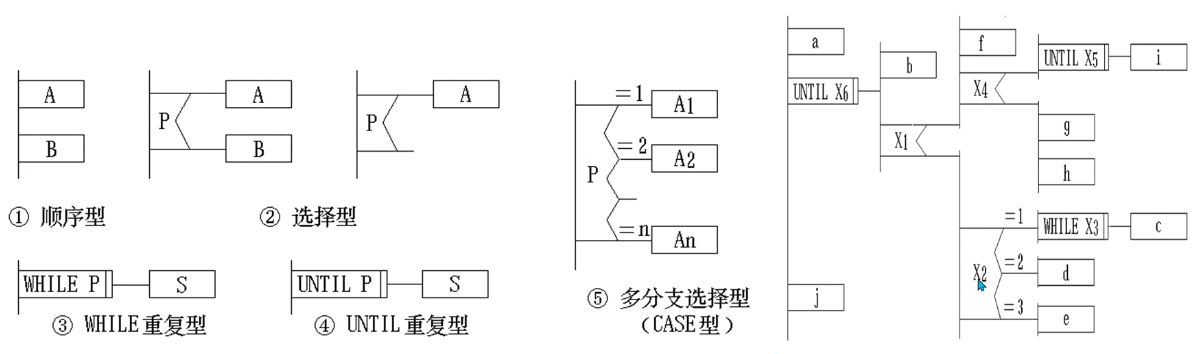 A
B
① 顺序型
P
A
B
P
A
② 选择型
WHILE P
S
③ WHILE重复型
UNTIL P
S
④ UNTIL重复型
P
=1
A1
=2
A2
=n
An
⑤ 多分支选择型
(CASE型)
a
UNTIL X6
j
b
X1
f
X4
UNTIL X5
i
g
h
X2
=1
WHILE X3
c
=2
d
=3
e